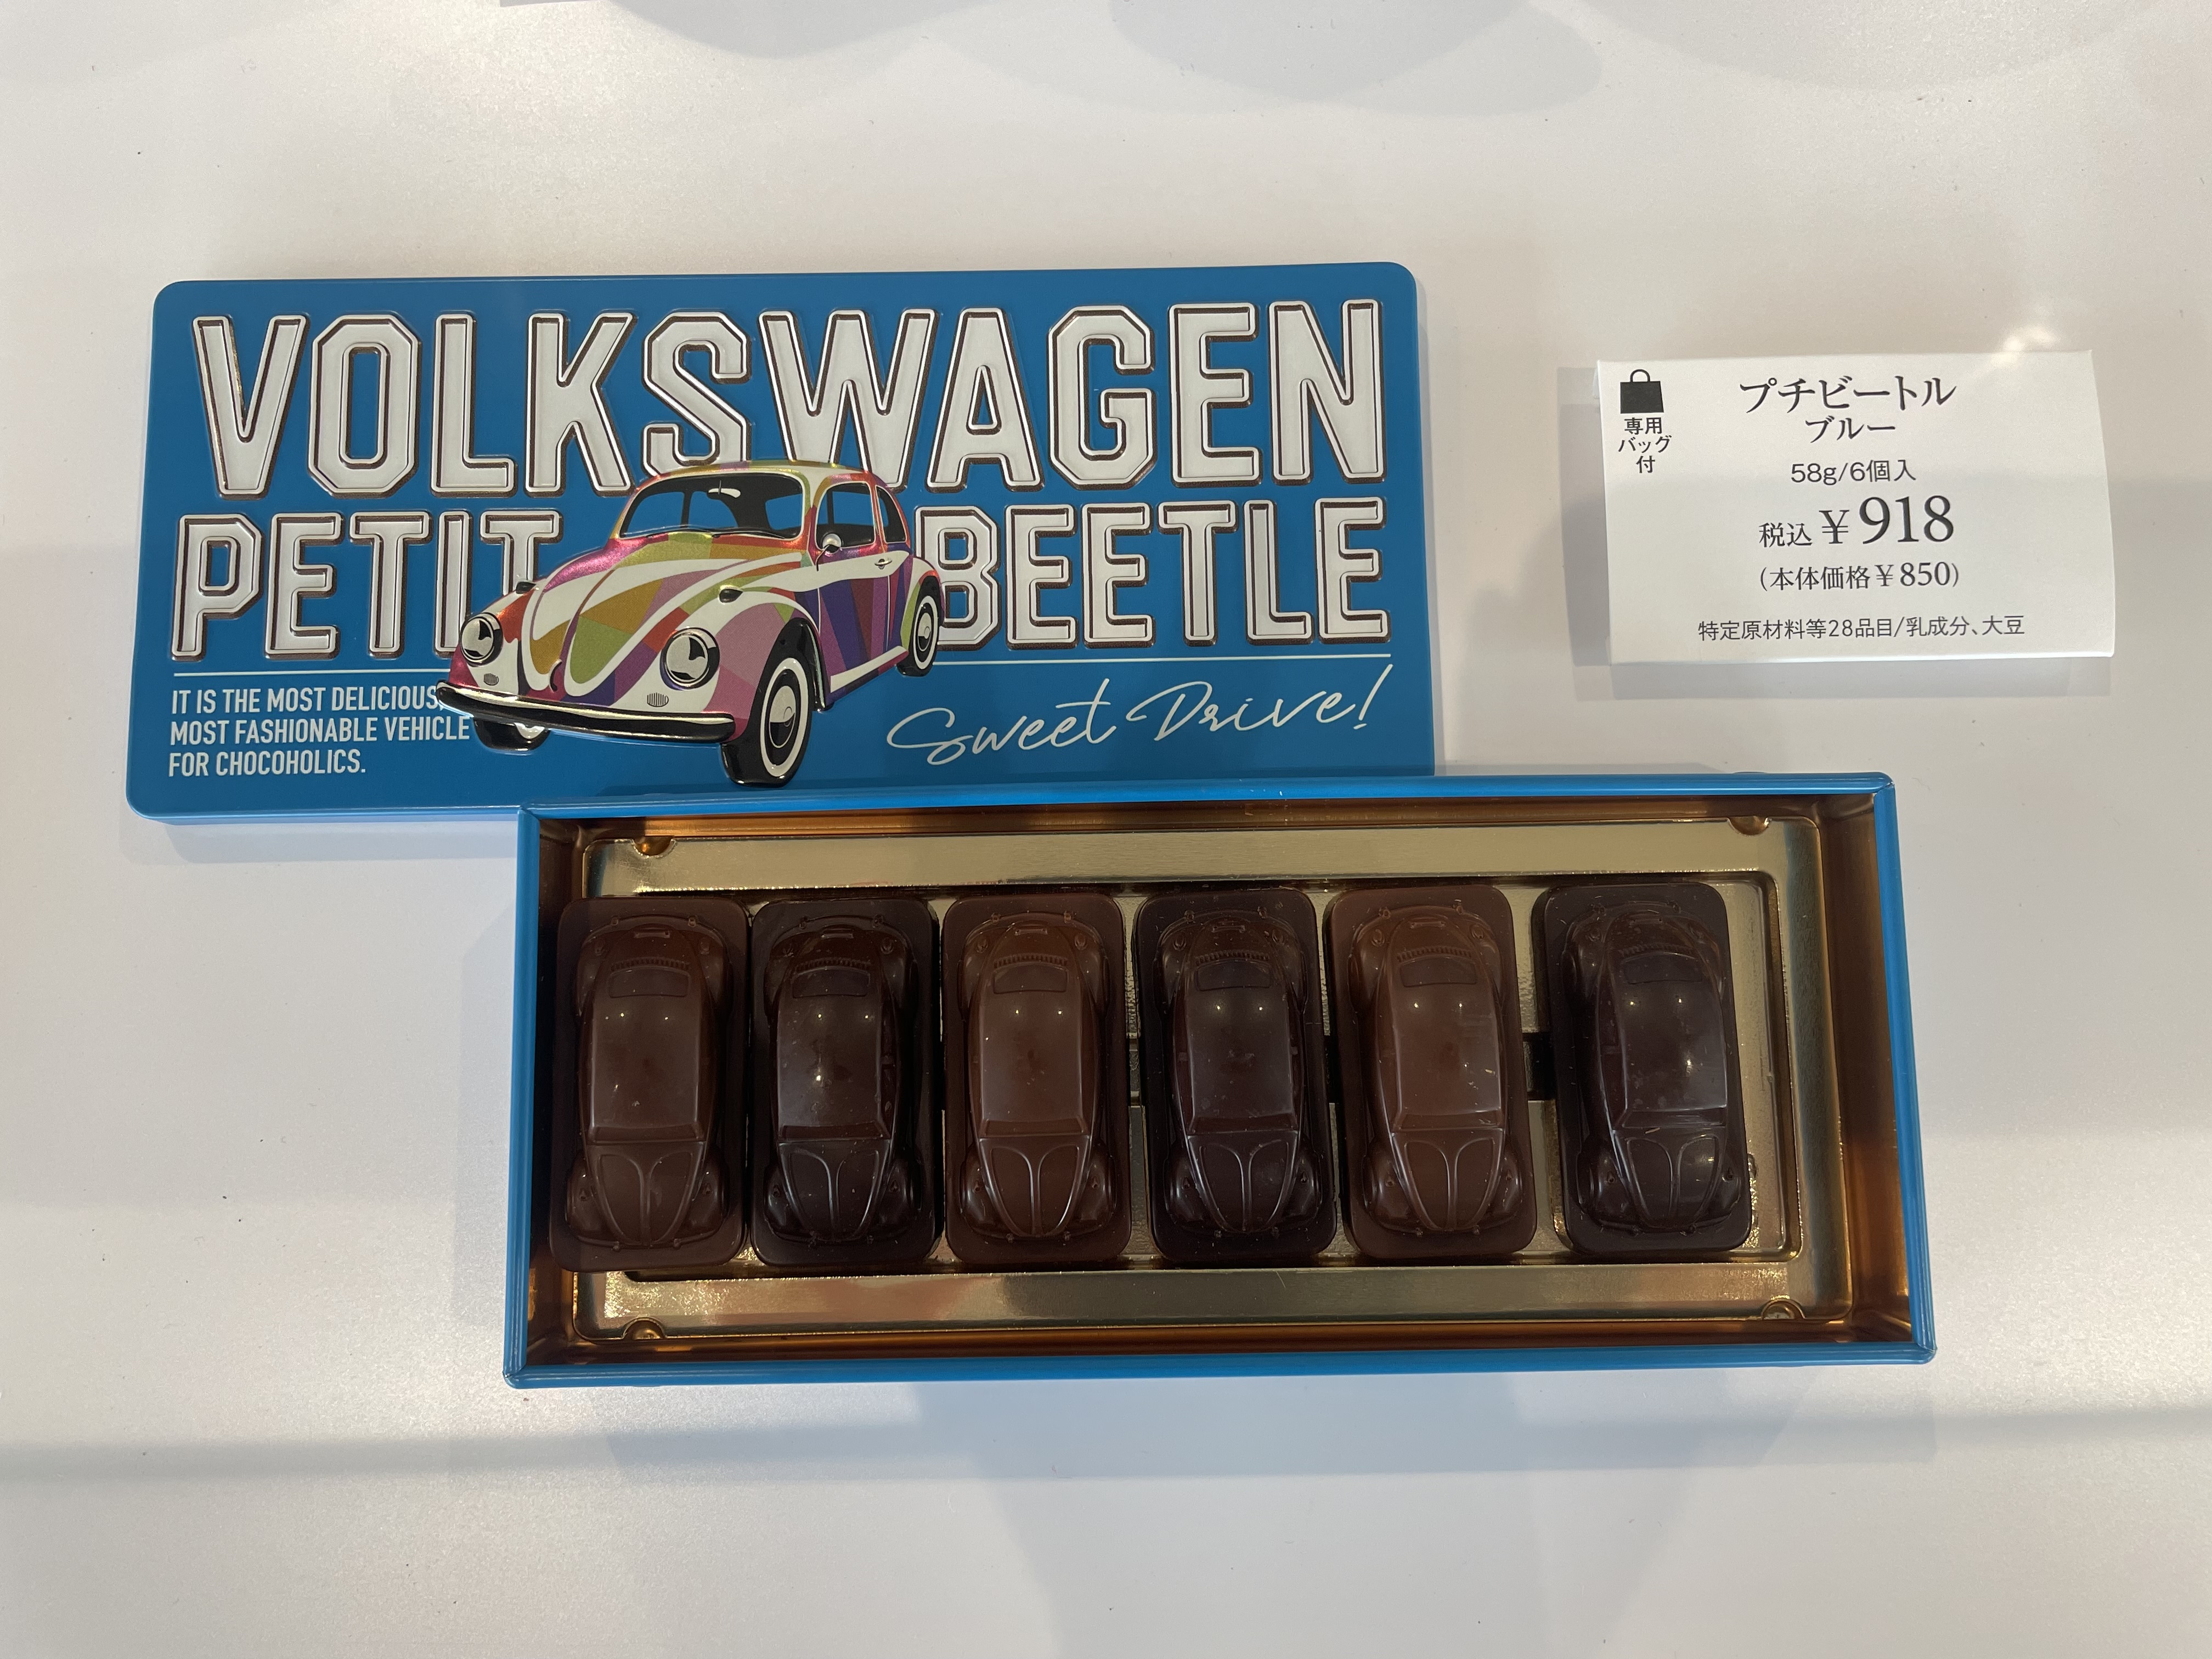 VOLKSWAGEN
PETIT BEETLE
IT IS THE MOST DELICIOUS,
MOST FASHIONABLE VEHICLE
FOR CHOCOHOLICS.
Sweet Drive!
専用
バッグ
付
プチビートル
ブルー
58g/6個入
税込¥918
(本体価格¥850)
特定原材料等28品目/乳成分、大豆